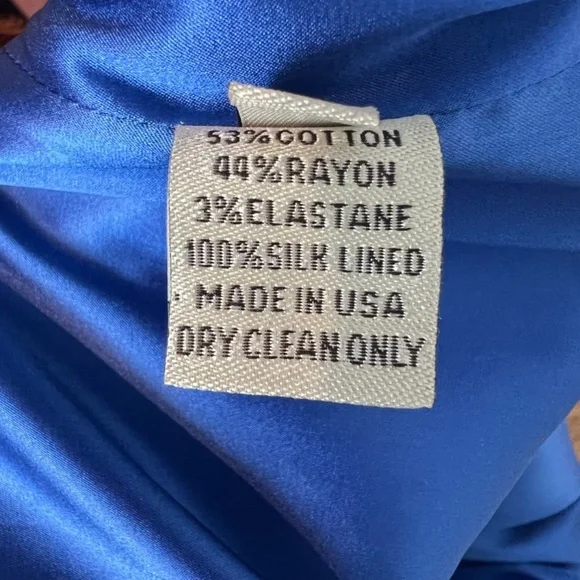 53% COTTON
44% RAYON
3% ELASTANE
100% SILK LINED
MADE IN USA
DRY CLEAN ONLY